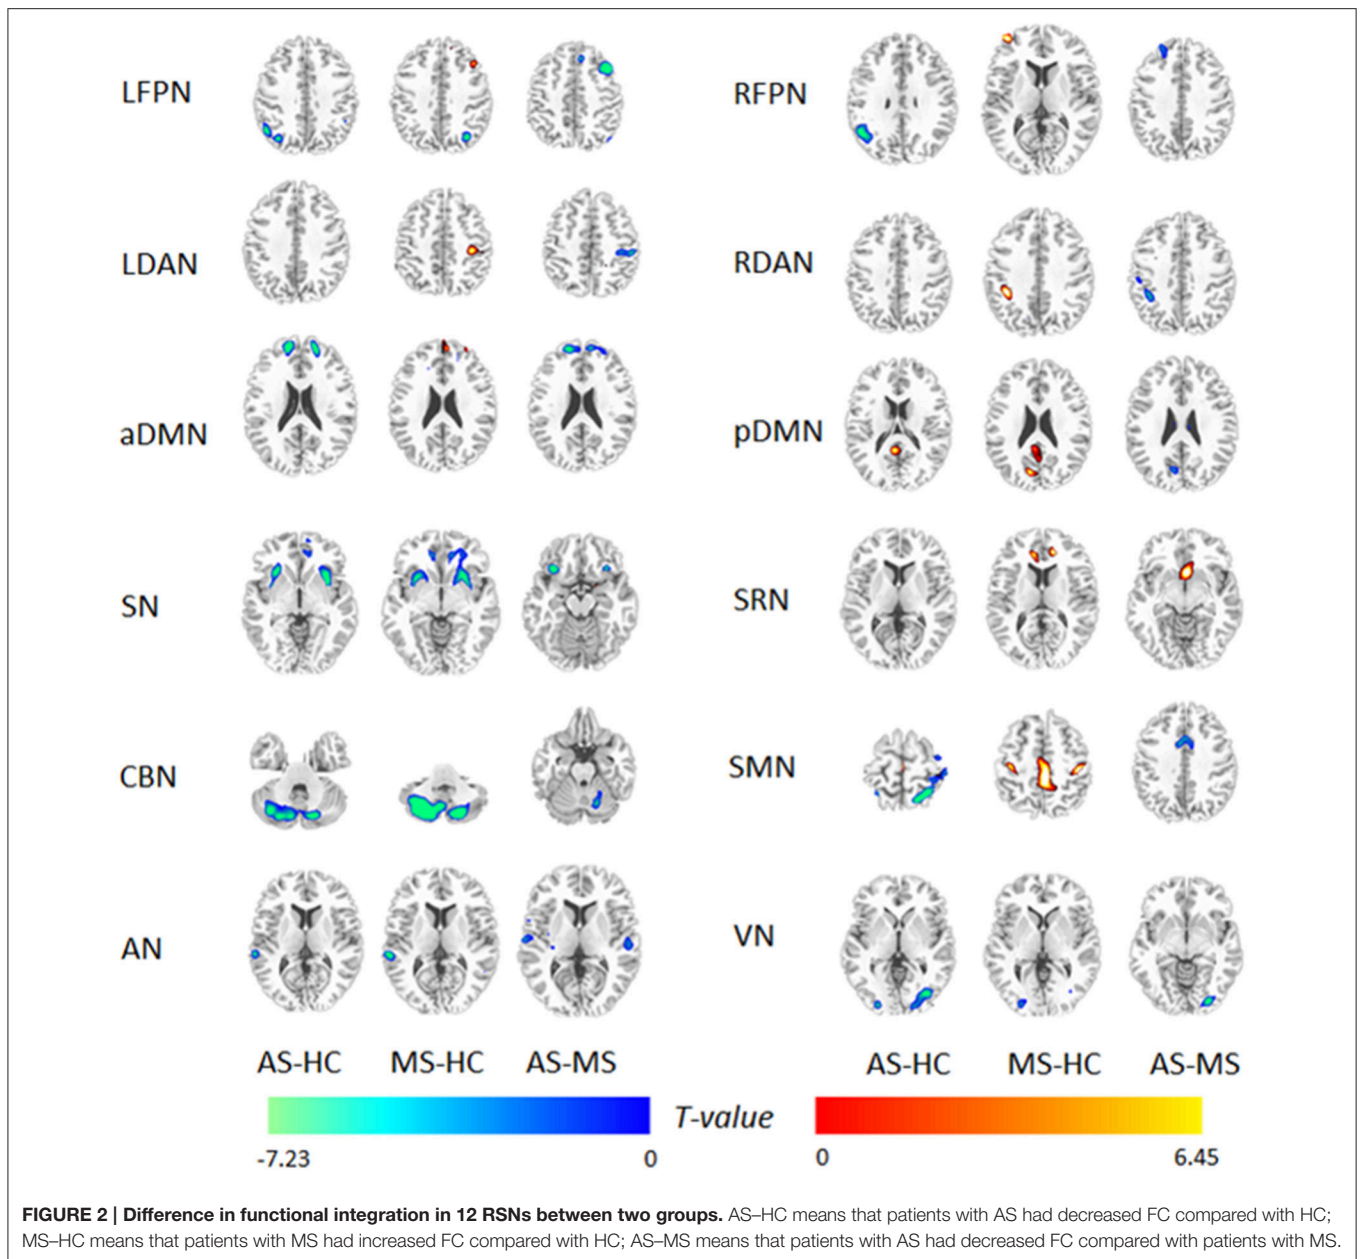 LFPN
RFPN
LDAN
RDAN
aDMN
pDMN
SN
SRN
CBN
SMN
AN
VN
AS-HC MS-HC AS-MS
AS-HC MS-HC AS-MS
T-value
-7.23 0
0 6.45
FIGURE 2 | Difference in functional integration in 12 RSNs between two groups. AS–HC means that patients with AS had decreased FC compared with HC;
MS–HC means that patients with MS had increased FC compared with HC; AS–MS means that patients with AS had decreased FC compared with patients with MS.